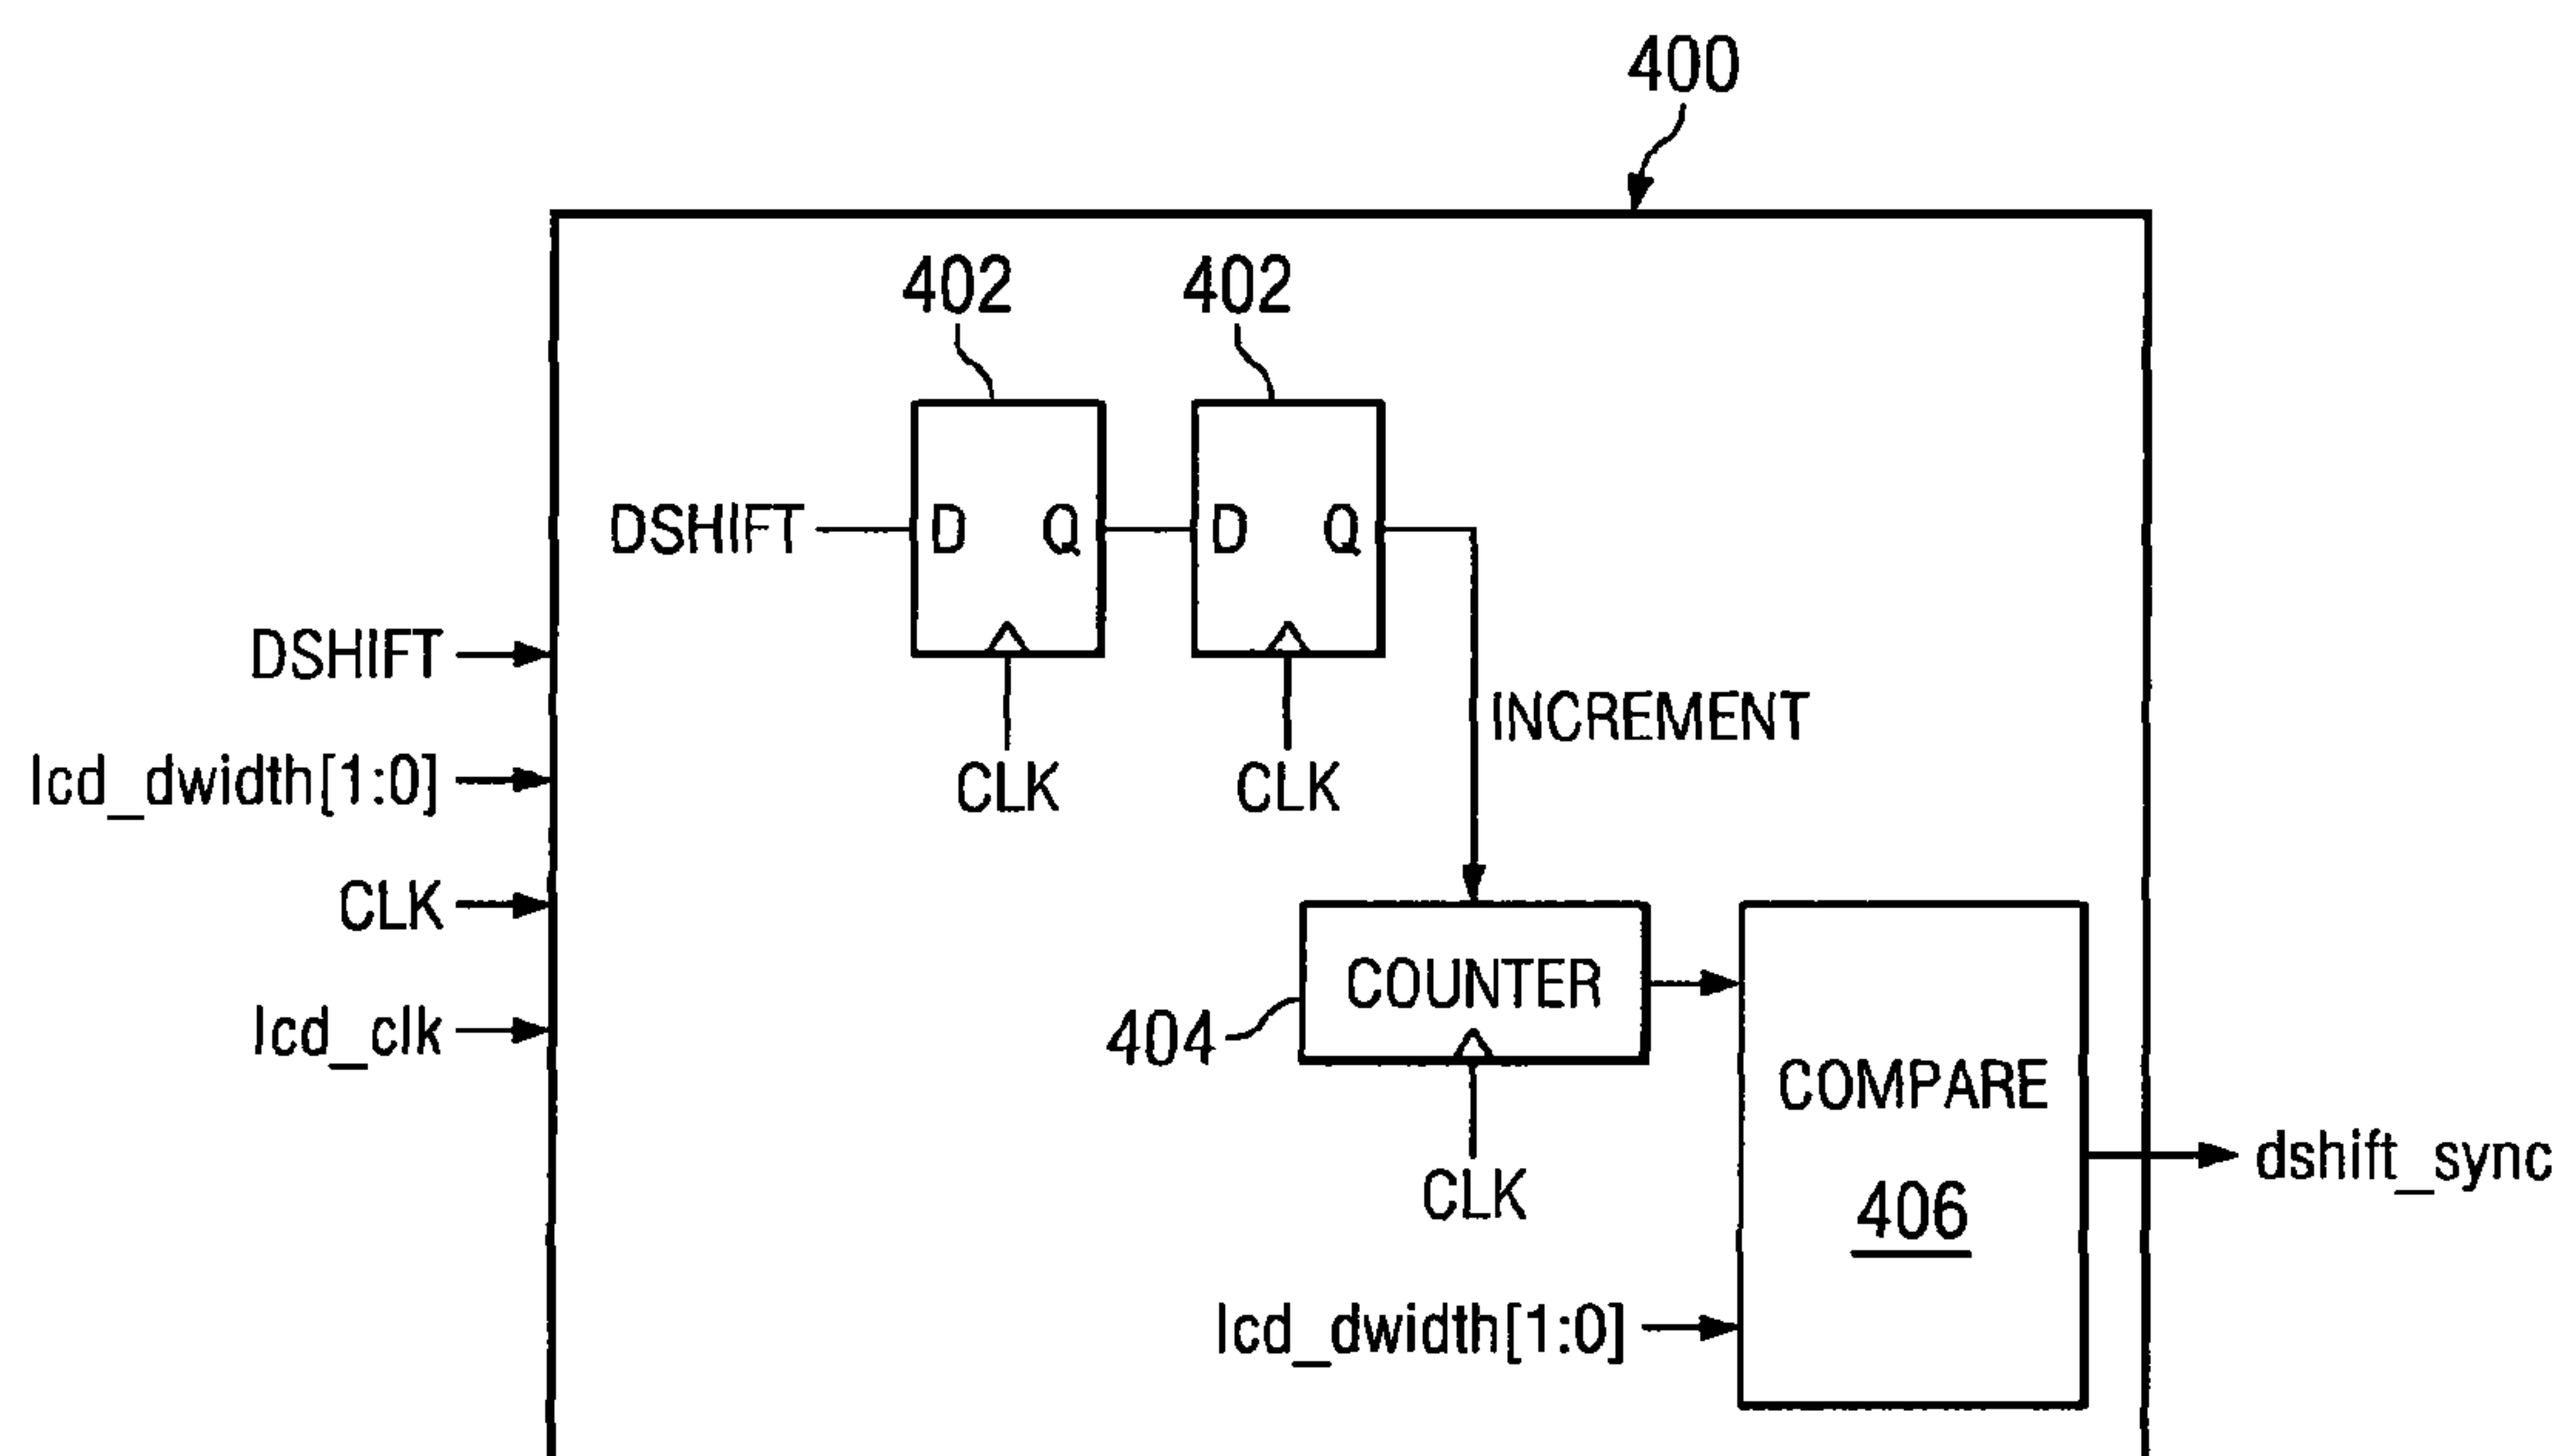 400
402 402
DSHIFT D Q D Q
DSHIFT
INCREMENT
lcd_dwidth[1:0]
CLK CLK
CLK
COUNTER
lcd_clk
404
COMPARE
dshift_sync
CLK
406
lcd_dwidth[1:0]